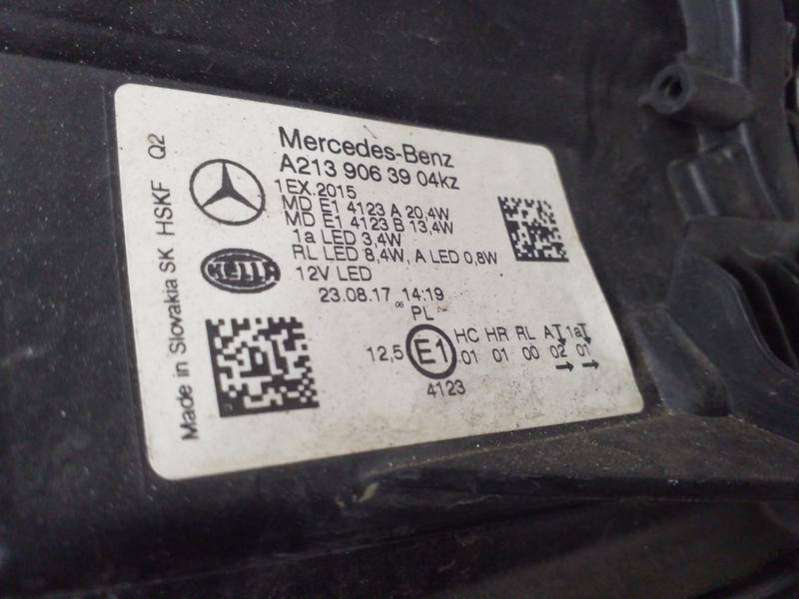 Mercedes-Benz
A213 906 39 04kz
1EX.2015
MD E1 4123 A 20,4W
MD E1 4123 B 13,4W
1a LED 3,4W
RL LED 8,4W, A LED 0,8W
12V LED
23.08.17 14:19
PL
HC HR RL AT 1aT
12,5 E1 01 01 00 02 01
4123
HELLA
Made in Slovakia SK HSKF Q2